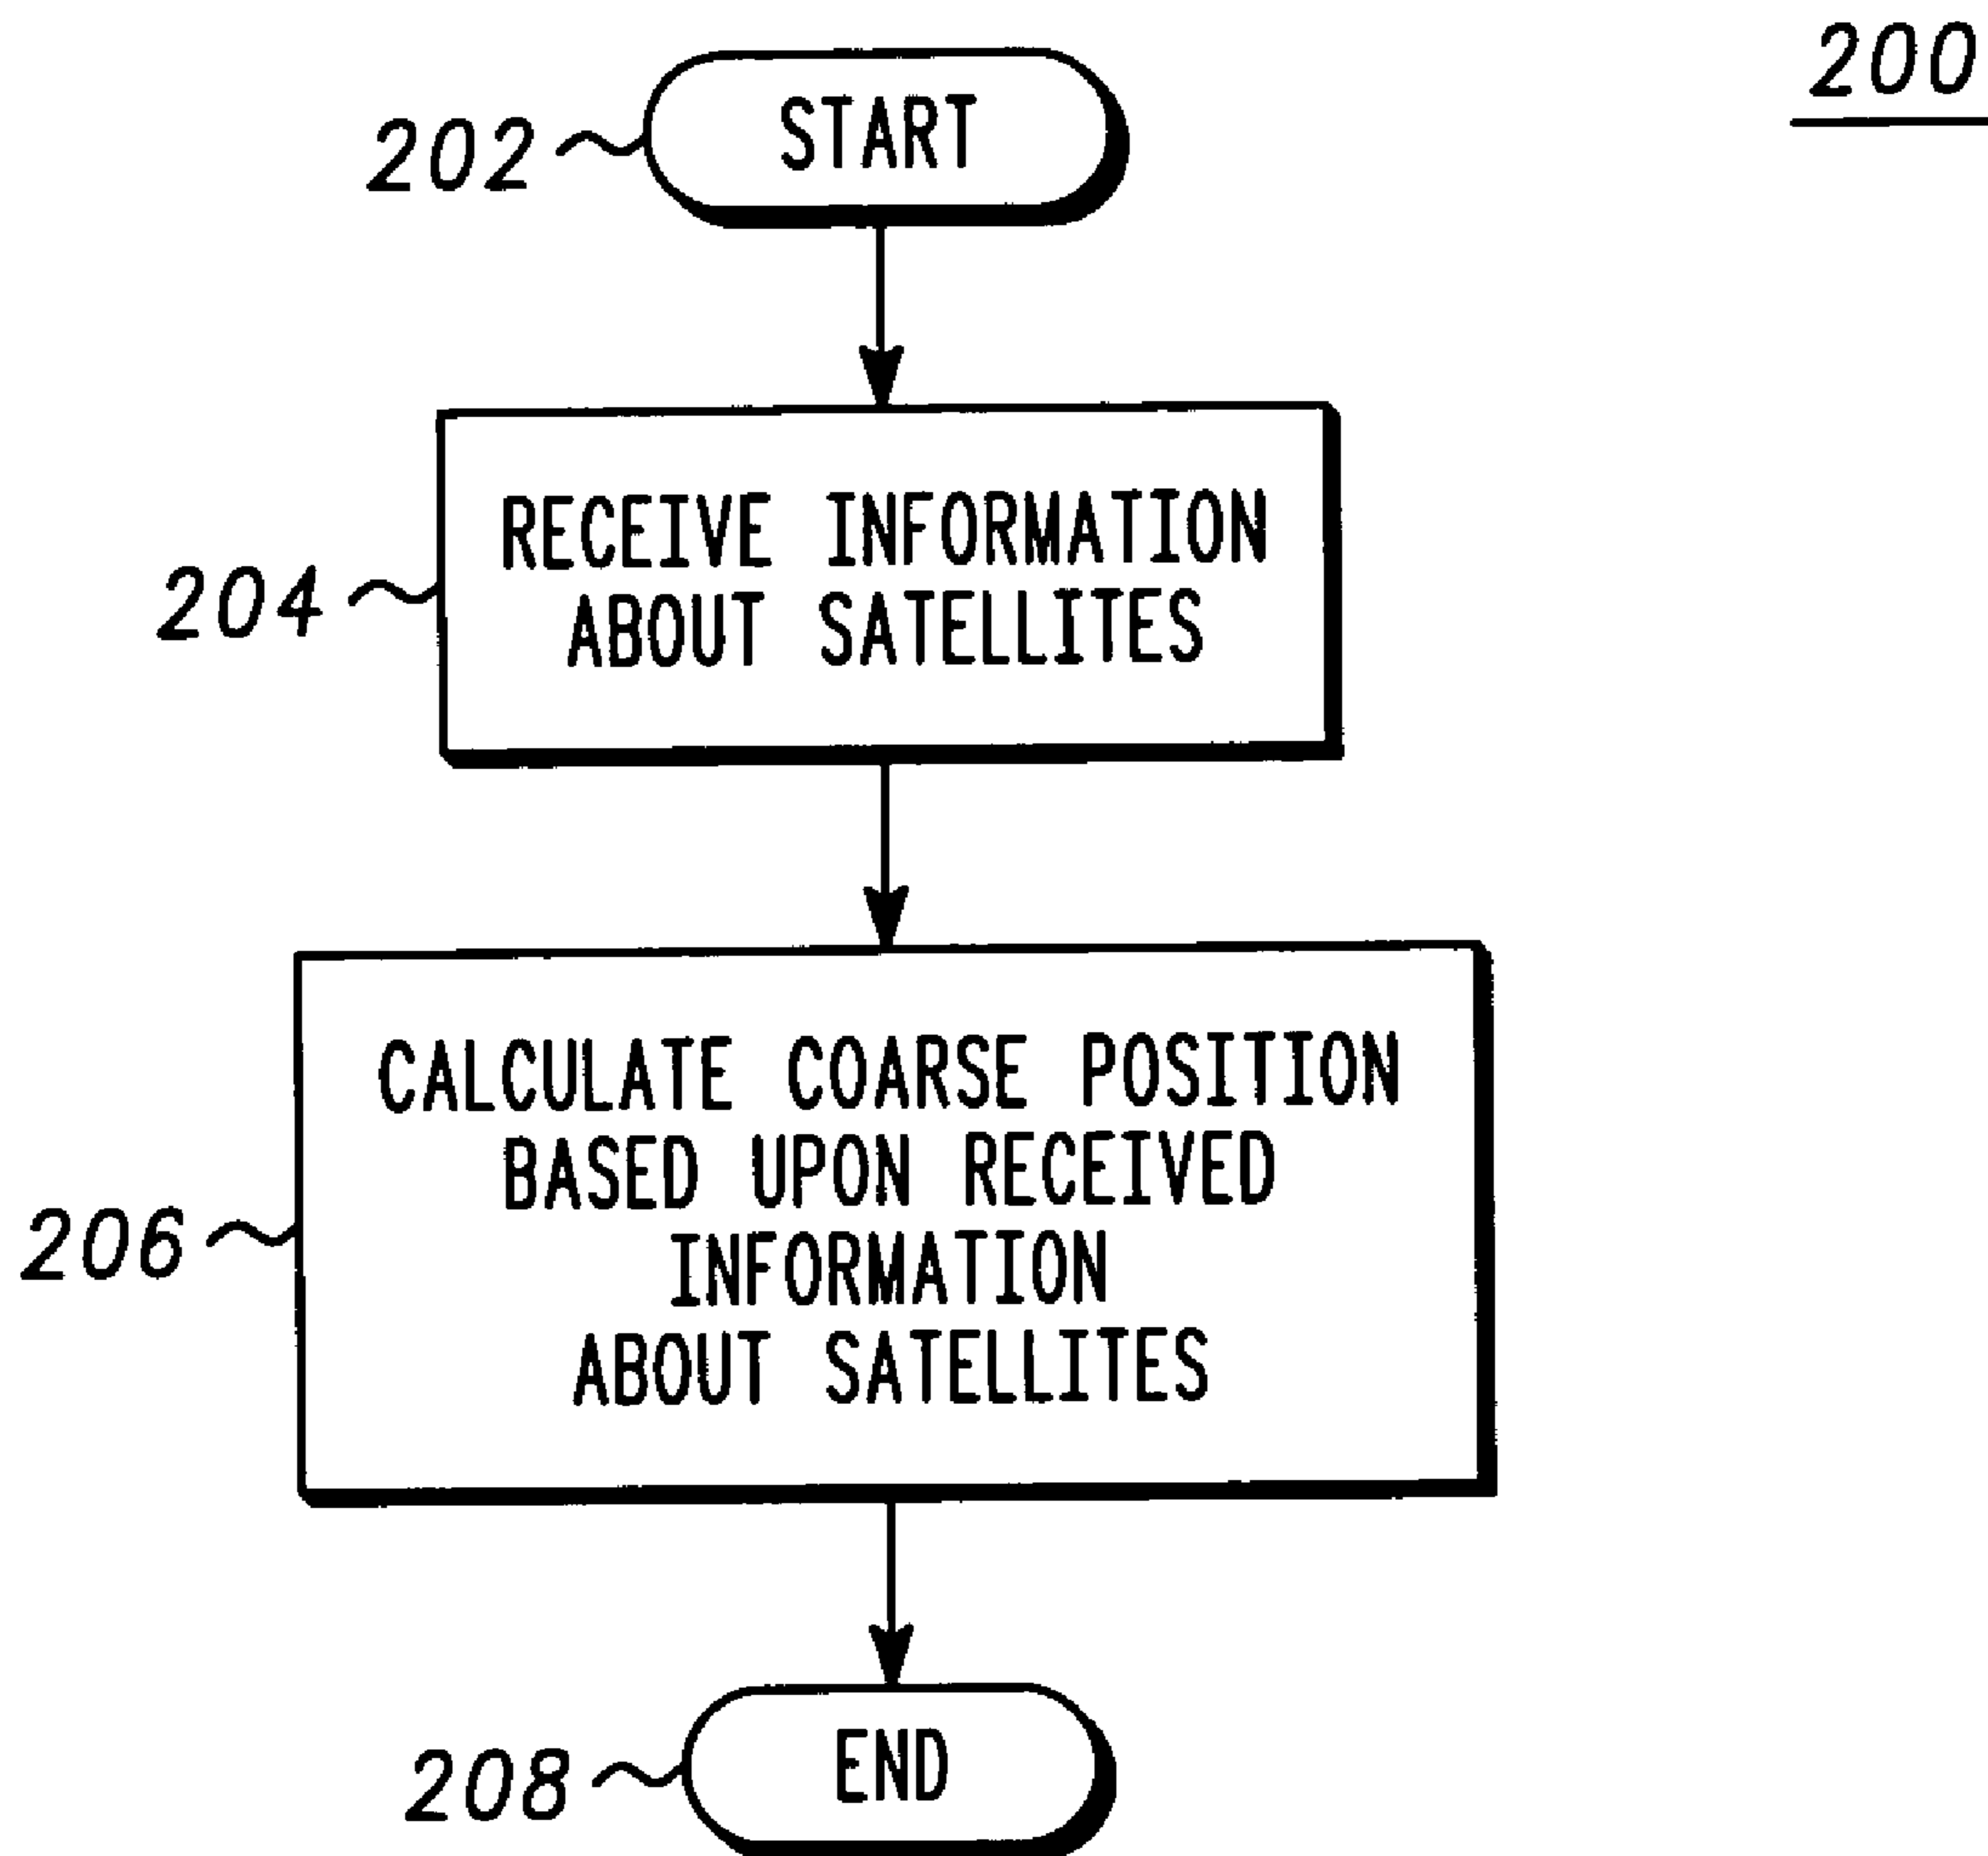 200
202
START
204
RECEIVE INFORMATION
ABOUT SATELLITES
206
CALCULATE COARSE POSITION
BASED UPON RECEIVED
INFORMATION
ABOUT SATELLITES
208
END